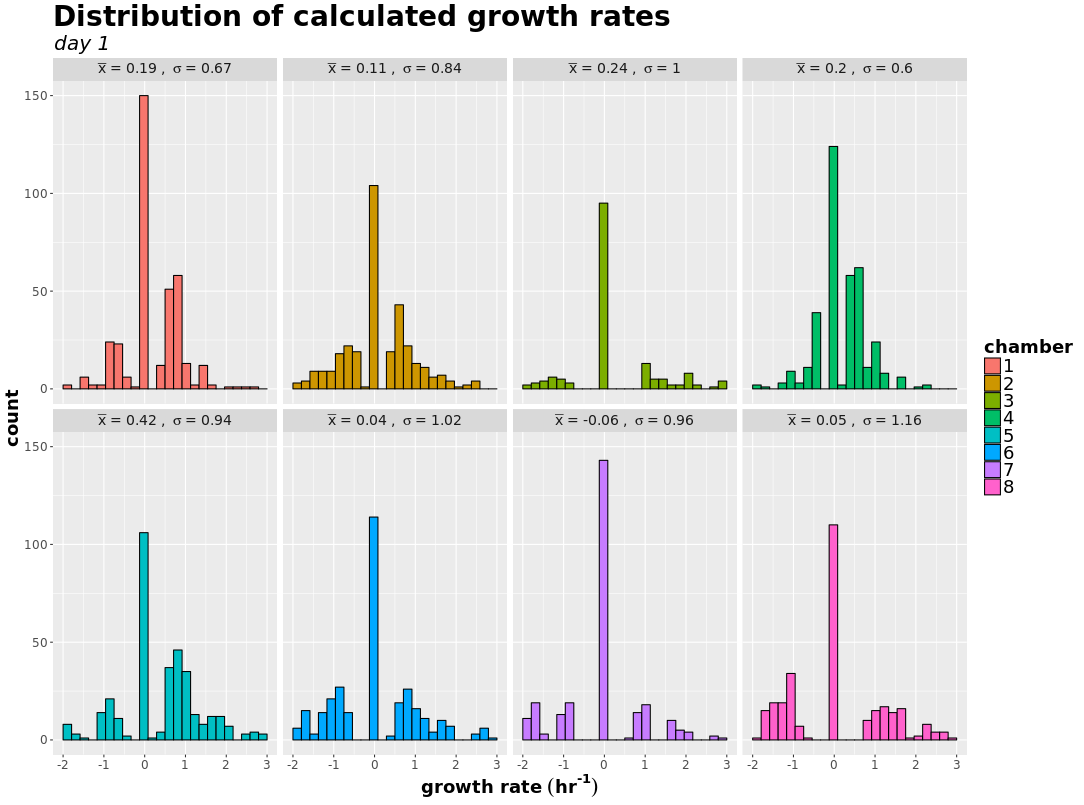 Distribution of calculated growth rates
day 1
x̅ = 0.19 , σ = 0.67
x̅ = 0.11 , σ = 0.84
x̅ = 0.24 , σ = 1
x̅ = 0.2 , σ = 0.6
150
100
50
0
x̅ = 0.42 , σ = 0.94
x̅ = 0.04 , σ = 1.02
x̅ = -0.06 , σ = 0.96
x̅ = 0.05 , σ = 1.16
150
100
50
0
-2 -1 0 1 2 3
-2 -1 0 1 2 3
-2 -1 0 1 2 3
-2 -1 0 1 2 3
growth rate (hr⁻¹)
count
chamber
1
2
3
4
5
6
7
8